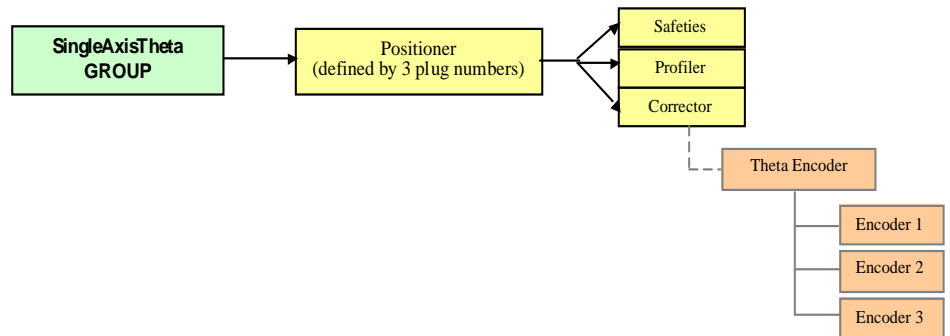 SingleAxisTheta
GROUP
Positioner
(defined by 3 plug numbers)
Safeties
Profiler
Corrector
Theta Encoder
Encoder 1
Encoder 2
Encoder 3